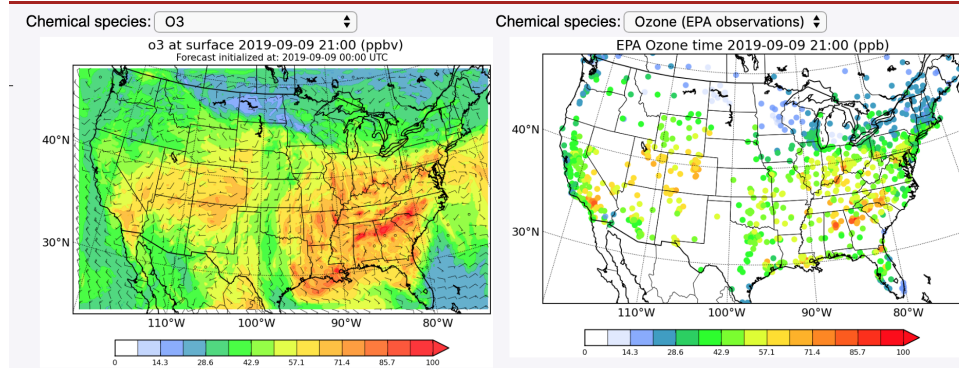 Chemical species: O3
o3 at surface 2019-09-09 21:00 (ppbv)
Forecast initialized at: 2019-09-09 00:00 UTC
40°N
30°N
110°W 100°W 90°W 80°W
0 14.3 28.6 42.9 57.1 71.4 85.7 100
Chemical species: Ozone (EPA observations)
EPA Ozone time 2019-09-09 21:00 (ppb)
40°N
30°N
110°W 100°W 90°W 80°W
0 14.3 28.6 42.9 57.1 71.4 85.7 100